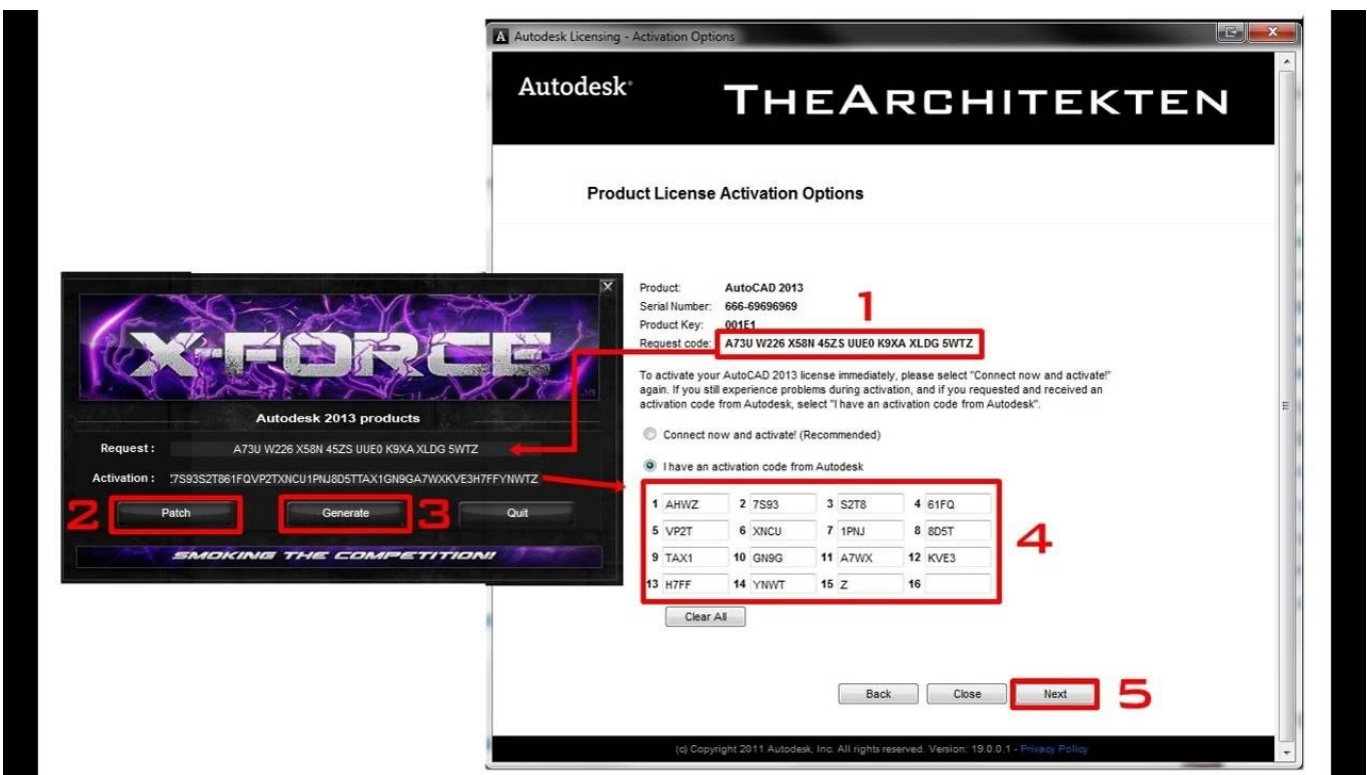 Autodesk Licensing - Activation Options
Autodesk
THEARCHITEKTEN
Product License Activation Options
Product: AutoCAD 2013
Serial Number: 666-69696969
Product Key: 001E1
1
Request code: A73U W226 X58N 45ZS UUE0 K9XA XLDG 5WTZ
To activate your AutoCAD 2013 license immediately, please select "Connect now and activate!"
again. If you still experience problems during activation, and if you requested and received an
activation code from Autodesk, select "I have an activation code from Autodesk".
Connect now and activate! (Recommended)
I have an activation code from Autodesk
1 AHWZ 2 7S93 3 S2T8 4 61FQ
5 VP2T 6 XNCU 7 1PNJ 8 8D5T
9 TAX1 10 GN9G 11 A7WX 12 KVE3
13 H7FF 14 YNWT 15 Z 16
4
Clear All
Back Close Next
5
(c) Copyright 2011 Autodesk, Inc. All rights reserved. Version: 19.0.0.1 - Privacy Policy
X-FORCE
Autodesk 2013 products
Request : A73U W226 X58N 45ZS UUE0 K9XA XLDG 5WTZ
Activation : 7S93S2T861FQVP2TXNCU1PNJ8D5TTAX1GN9GA7WXKVE3H7FFYNWTZ
2 Patch Generate 3 Quit
SMOKING THE COMPETITION!